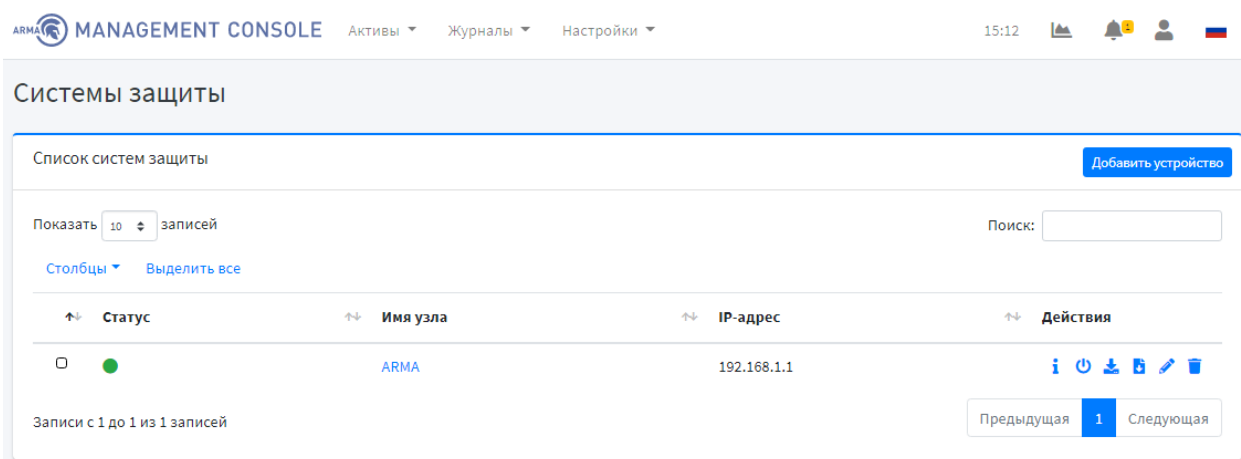 ARMA MANAGEMENT CONSOLE Активы Журналы Настройки 15:12 1
Системы защиты
Список систем защиты Добавить устройство
Показать 10 записей Поиск:
Столбцы Выделить все
Статус Имя узла IP-адрес Действия
ARMA 192.168.1.1
Записи с 1 до 1 из 1 записей Предыдущая 1 Следующая